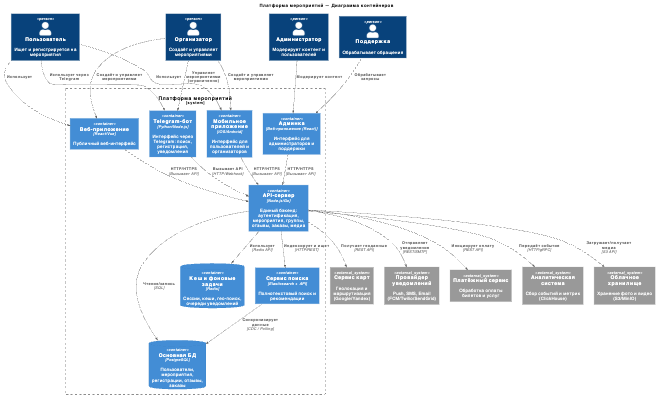 Платформа мероприятий — Диаграмма контейнеров
«person»
Пользователь
Ищет и регистрируется на
мероприятия
«person»
Организатор
Создаёт и управляет
мероприятиями
«person»
Администратор
Модерирует контент и
пользователей
«person»
Поддержка
Обрабатывает обращения
Использует
Использует через
Telegram
Создаёт и управляет
мероприятиями
Использует
Управляет
мероприятиями
Создаёт и управляет
мероприятиями
Модерирует контент
Обрабатывает
запросы
Платформа мероприятий
[system]
«container»
Веб-приложение
[React/Vue]
Публичный веб-интерфейс
«container»
Telegram-бот
[Python/Node.js]
Интерфейс через
Telegram: поиск,
регистрация,
уведомления
«container»
Мобильное
приложение
[iOS/Android]
Интерфейс для
пользователей и
организаторов
«container»
Админка
[Веб-приложение (React)]
Интерфейс для
администраторов и
поддержки
HTTP/HTTPS
[Вызывает API]
Вызывает API
[HTTP/Webhook]
HTTP/HTTPS
[Вызывает API]
HTTP/HTTPS
[Вызывает API]
«container»
API-сервер
[Node.js/Go]
Единый бэкенд:
аутентификация,
мероприятия, группы,
отзывы, заказы, медиа
Чтение/запись
[SQL]
Использует
[Redis API]
Индексирует и ищет
[HTTP/REST]
Получает геоданные
[REST API]
Отправляет
уведомления
[REST/SMTP]
Инициирует оплату
[REST API]
Передаёт события
[HTTP/gRPC]
Загружает/получает
медиа
[S3 API]
«container»
Кеш и фоновые
задачи
[Redis]
Сессии, кеши, гео-поиск,
очереди уведомлений
«container»
Сервис поиска
[Elasticsearch + API]
Полнотекстовый поиск и
рекомендации
«external_system»
Сервис карт
Геолокация и
маршрутизация
(Google/Yandex)
«external_system»
Провайдер
уведомлений
Push, SMS, Email
(FCM/Twilio/SendGrid)
«external_system»
Платёжный сервис
Обработка оплаты
билетов и услуг
«external_system»
Аналитическая
система
Сбор событий и метрик
(ClickHouse)
«external_system»
Облачное
хранилище
Хранение фото и видео
(S3/MinIO)
Синхронизирует
данные
[CDC / Polling]
«container»
Основная БД
[PostgreSQL]
Пользователи,
мероприятия,
регистрации, отзывы,
заказы